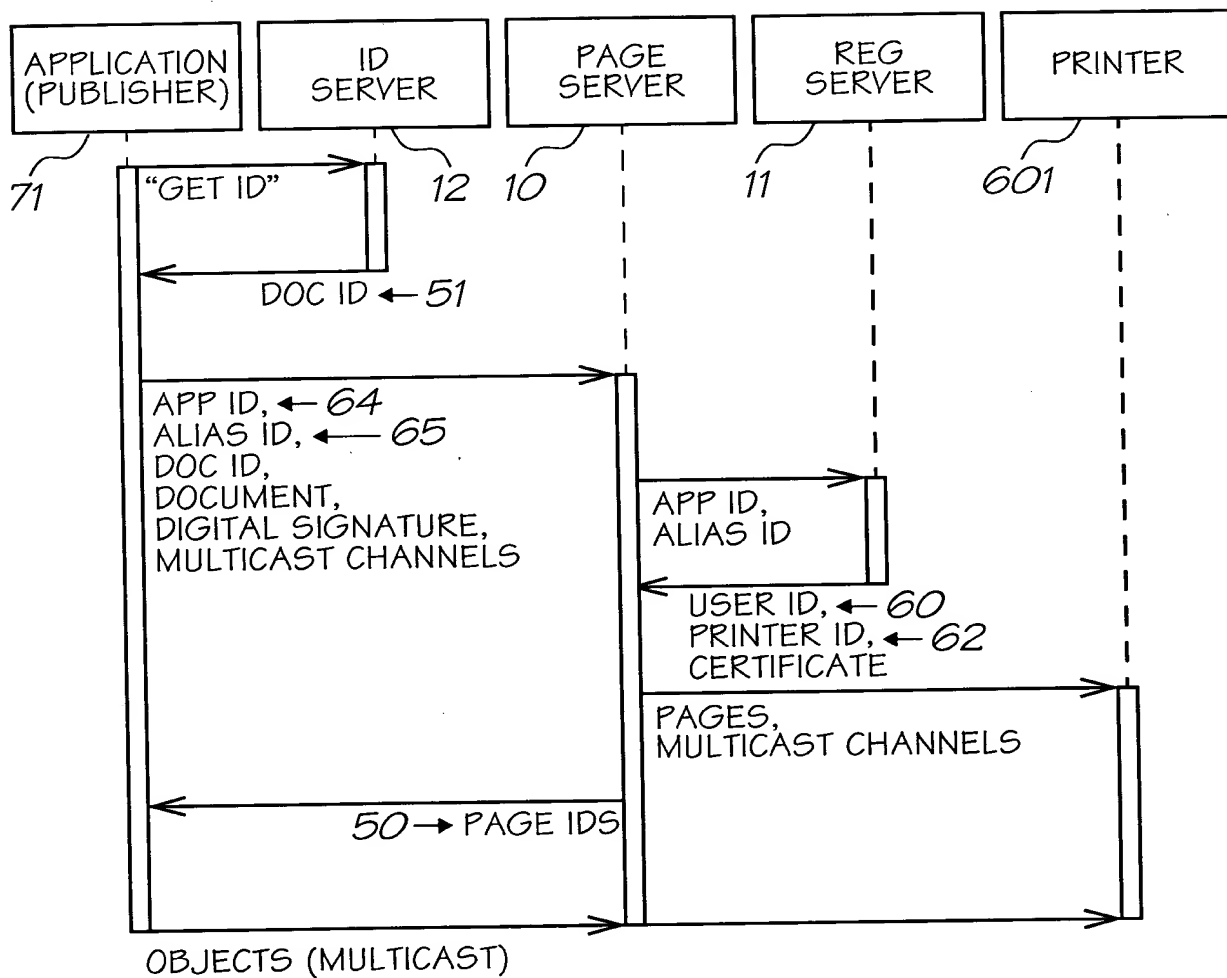 APPLICATION
(PUBLISHER)
ID
SERVER
PAGE
SERVER
REG
SERVER
PRINTER
71
12
10
11
601
"GET ID"
DOC ID ← 51
APP ID, ← 64
ALIAS ID, ← 65
DOC ID,
DOCUMENT,
DIGITAL SIGNATURE,
MULTICAST CHANNELS
APP ID,
ALIAS ID
USER ID, ← 60
PRINTER ID, ← 62
CERTIFICATE
PAGES,
MULTICAST CHANNELS
50 → PAGE IDS
OBJECTS (MULTICAST)